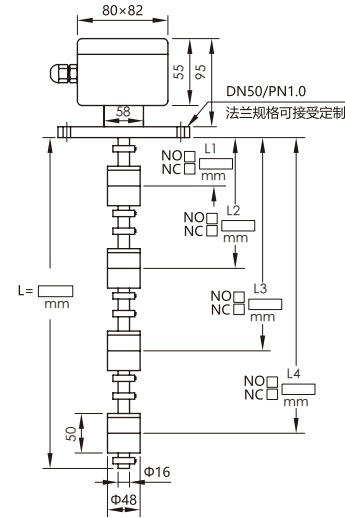 80×82
55
95
DN50/PN1.0
法兰规格可接受定制
58
NO□ L1
NC□
mm
NO□ L2
NC□
mm
L=
mm
NO□ L3
NC□
mm
NO□ L4
NC□
mm
50
Φ16
Φ48